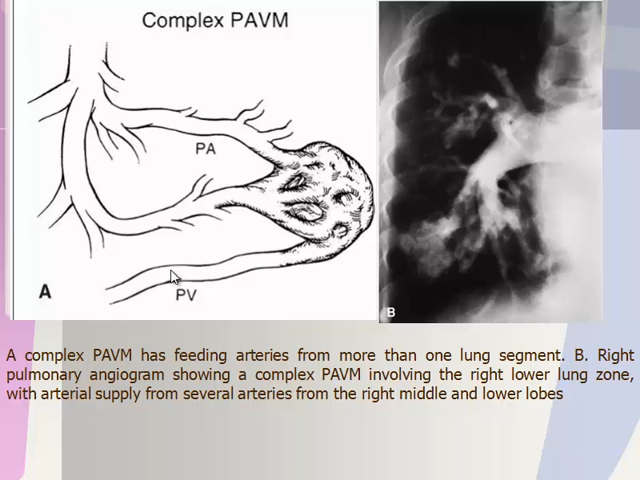 Complex PAVM
PA
A
PV
B
A complex PAVM has feeding arteries from more than one lung segment. B. Right
pulmonary angiogram showing a complex PAVM involving the right lower lung zone,
with arterial supply from several arteries from the right middle and lower lobes